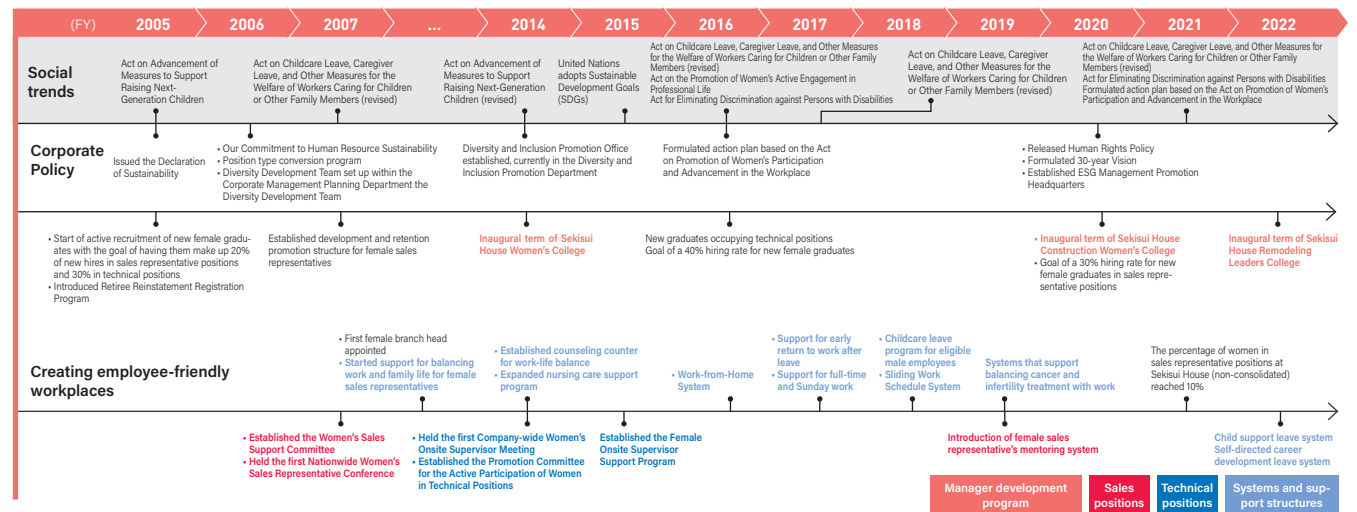 (FY) 2005 2006 2007 ... 2014 2015 2016 2017 2018 2019 2020 2021 2022
Social
trends
Act on Advancement of
Measures to Support
Raising Next-
Generation Children
Act on Childcare Leave, Caregiver
Leave, and Other Measures for the
Welfare of Workers Caring for Children
or Other Family Members (revised)
Act on Advancement of
Measures to Support
Raising Next-Generation
Children (revised)
United Nations
adopts Sustainable
Development Goals
(SDGs)
Act on Childcare Leave, Caregiver Leave, and Other Measures
for the Welfare of Workers Caring for Children or Other Family
Members (revised)
Act on the Promotion of Women's Active Engagement in
Professional Life
Act for Eliminating Discrimination against Persons with Disabilities
Act on Childcare Leave, Caregiver
Leave, and Other Measures for the
Welfare of Workers Caring for Children
or Other Family Members (revised)
Act on Childcare Leave, Caregiver Leave, and Other Measures for
the Welfare of Workers Caring for Children or Other Family
Members (revised)
Act for Eliminating Discrimination against Persons with Disabilities
Formulated action plan based on the Act on Promotion of Women's
Participation and Advancement in the Workplace
Corporate
Policy
Issued the Declaration
of Sustainability
• Our Commitment to Human Resource Sustainability
• Position type conversion program
• Diversity Development Team set up within the
Corporate Management Planning Department the
Diversity Development Team
Diversity and Inclusion Promotion Office
established, currently in the Diversity and
Inclusion Promotion Department
Formulated action plan based on the Act
on Promotion of Women's Participation
and Advancement in the Workplace
• Released Human Rights Policy
• Formulated 30-year Vision
• Established ESG Management Promotion
Headquarters
• Start of active recruitment of new female gradu-
ates with the goal of having them make up 20%
of new hires in sales representative positions
and 30% in technical positions
• Introduced Retiree Reinstatement Registration
Program
Established development and retention
promotion structure for female sales
representatives
Inaugural term of Sekisui
House Women's College
New graduates occupying technical positions
Goal of a 40% hiring rate for new female graduates
• Inaugural term of Sekisui House
Construction Women's College
• Goal of a 30% hiring rate for new
female graduates in sales repre-
sentative positions
Inaugural term of Sekisui
House Remodeling
Leaders College
Creating employee-friendly
workplaces
• First female branch head
appointed
• Started support for balancing
work and family life for female
sales representatives
• Established counseling counter
for work-life balance
• Expanded nursing care support
program
• Work-from-Home
System
• Support for early
return to work after
leave
• Support for full-time
and Sunday work
• Childcare leave
program for eligible
male employees
• Sliding Work
Schedule System
Systems that support
balancing cancer and
infertility treatment with work
The percentage of women in
sales representative positions at
Sekisui House (non-consolidated)
reached 10%
• Established the Women's Sales
Support Committee
• Held the first Nationwide Women's
Sales Representative Conference
• Held the first Company-wide Women's
Onsite Supervisor Meeting
• Established the Promotion Committee
for the Active Participation of Women
in Technical Positions
Established the Female
Onsite Supervisor
Support Program
Introduction of female sales
representative's mentoring system
Child support leave system
Self-directed career
development leave system
Manager development
program
Sales
positions
Technical
positions
Systems and sup-
port structures